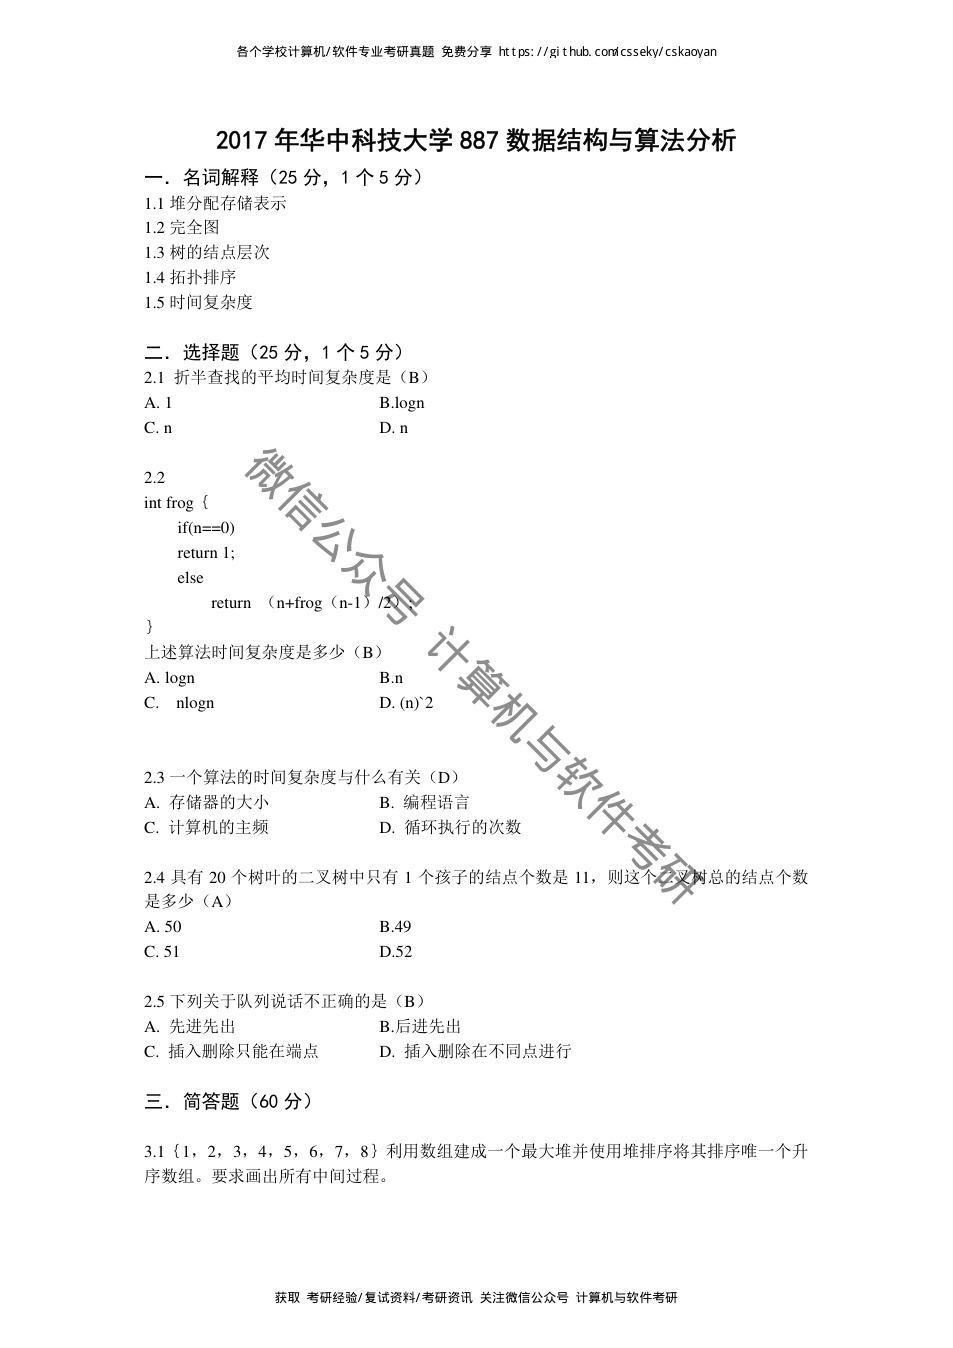 各个学校计算机/软件专业考研真题 免费分享 https://github.com/csseky/cskaoyan
2017 年华中科技大学 887 数据结构与算法分析
一．名词解释（25 分，1 个 5 分）
1.1 堆分配存储表示
1.2 完全图
1.3 树的结点层次
1.4 拓扑排序
1.5 时间复杂度
二．选择题（25 分，1 个 5 分）
2.1 折半查找的平均时间复杂度是（B）
A. 1 B.logn
C. n D. n
2.2
int frog｛
if(n==0)
return 1;
else
return （n+frog（n-1）/2）;
｝
上述算法时间复杂度是多少（B）
A. logn B.n
C. nlogn D. (n)`2
2.3 一个算法的时间复杂度与什么有关（D）
A. 存储器的大小 B. 编程语言
C. 计算机的主频 D. 循环执行的次数
2.4 具有 20 个树叶的二叉树中只有 1 个孩子的结点个数是 11，则这个二叉树总的结点个数
是多少（A）
A. 50 B.49
C. 51 D.52
2.5 下列关于队列说话不正确的是（B）
A. 先进先出 B.后进先出
C. 插入删除只能在端点 D. 插入删除在不同点进行
三．简答题（60 分）
3.1｛1，2，3，4，5，6，7，8｝利用数组建成一个最大堆并使用堆排序将其排序唯一个升
序数组。要求画出所有中间过程。
微信公众号 计算机与软件考研
获取 考研经验/复试资料/考研资讯 关注微信公众号 计算机与软件考研